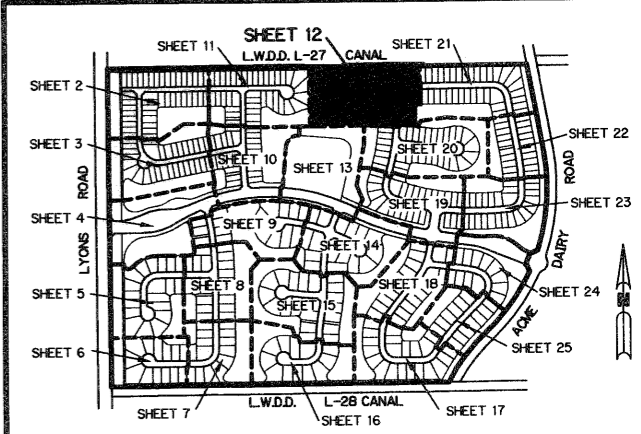 SHEET 12
SHEET 11
L.W.D.D. L-27 CANAL
SHEET 21
SHEET 2
SHEET 3
SHEET 10
SHEET 13
SHEET 20
SHEET 22
LYONS ROAD
SHEET 4
SHEET 9
SHEET 19
SHEET 23
SHEET 14
ACME DAIRY ROAD
SHEET 5
SHEET 8
SHEET 15
SHEET 18
SHEET 24
SHEET 6
SHEET 25
SHEET 7
L.W.D.D. L-28 CANAL
SHEET 16
SHEET 17